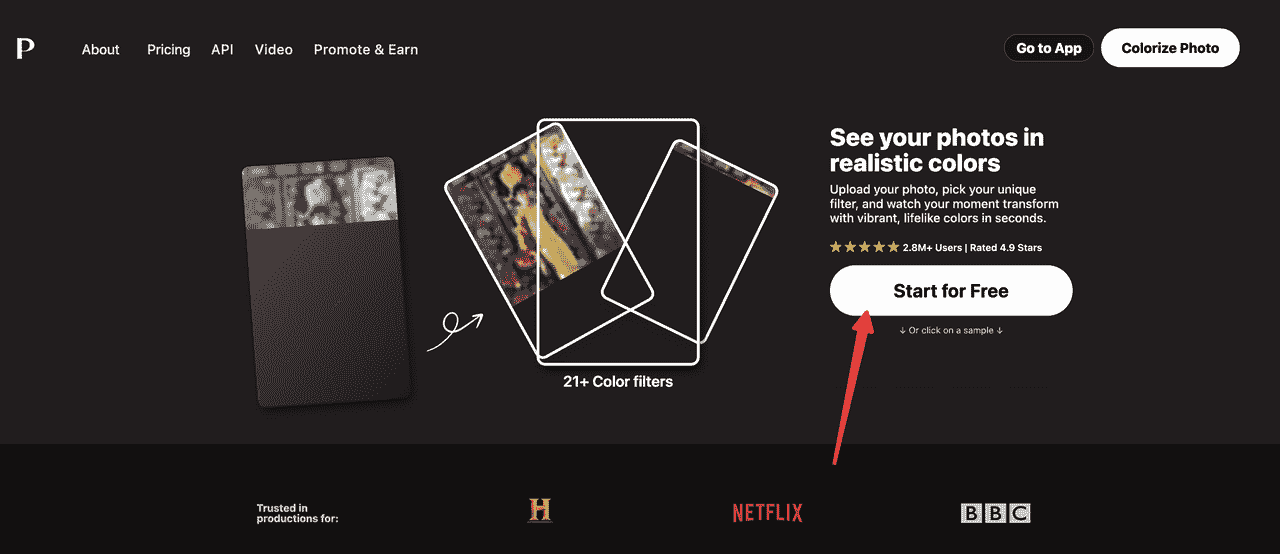 P
About Pricing API Video Promote & Earn
Go to App
Colorize Photo
See your photos in
realistic colors
Upload your photo, pick your unique
filter, and watch your moment transform
with vibrant, lifelike colors in seconds.
2.8M+ Users | Rated 4.9 Stars
Start for Free
↓ Or click on a sample ↓
21+ Color filters
Trusted in
productions for:
H
NETFLIX
BBC